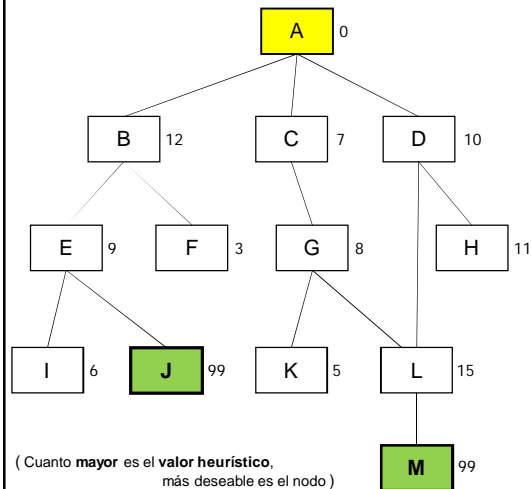 A 0
B 12 C 7 D 10
E 9 F 3 G 8 H 11
I 6 J 99 K 5 L 15
( Cuanto mayor es el valor heurístico,
más deseable es el nodo )
M 99